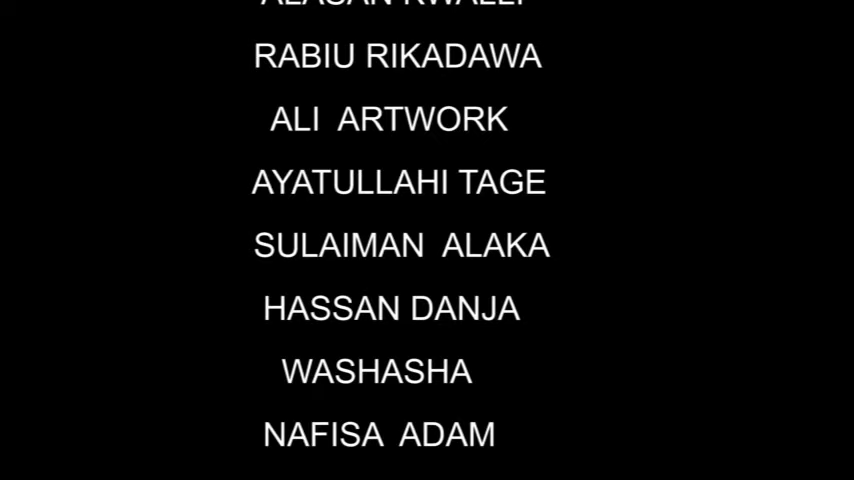 RABIU RIKADAWA
ALI ARTWORK
AYATULLAHI TAGE
SULAIMAN ALAKA
HASSAN DANJA
WASHASHA
NAFISA ADAM